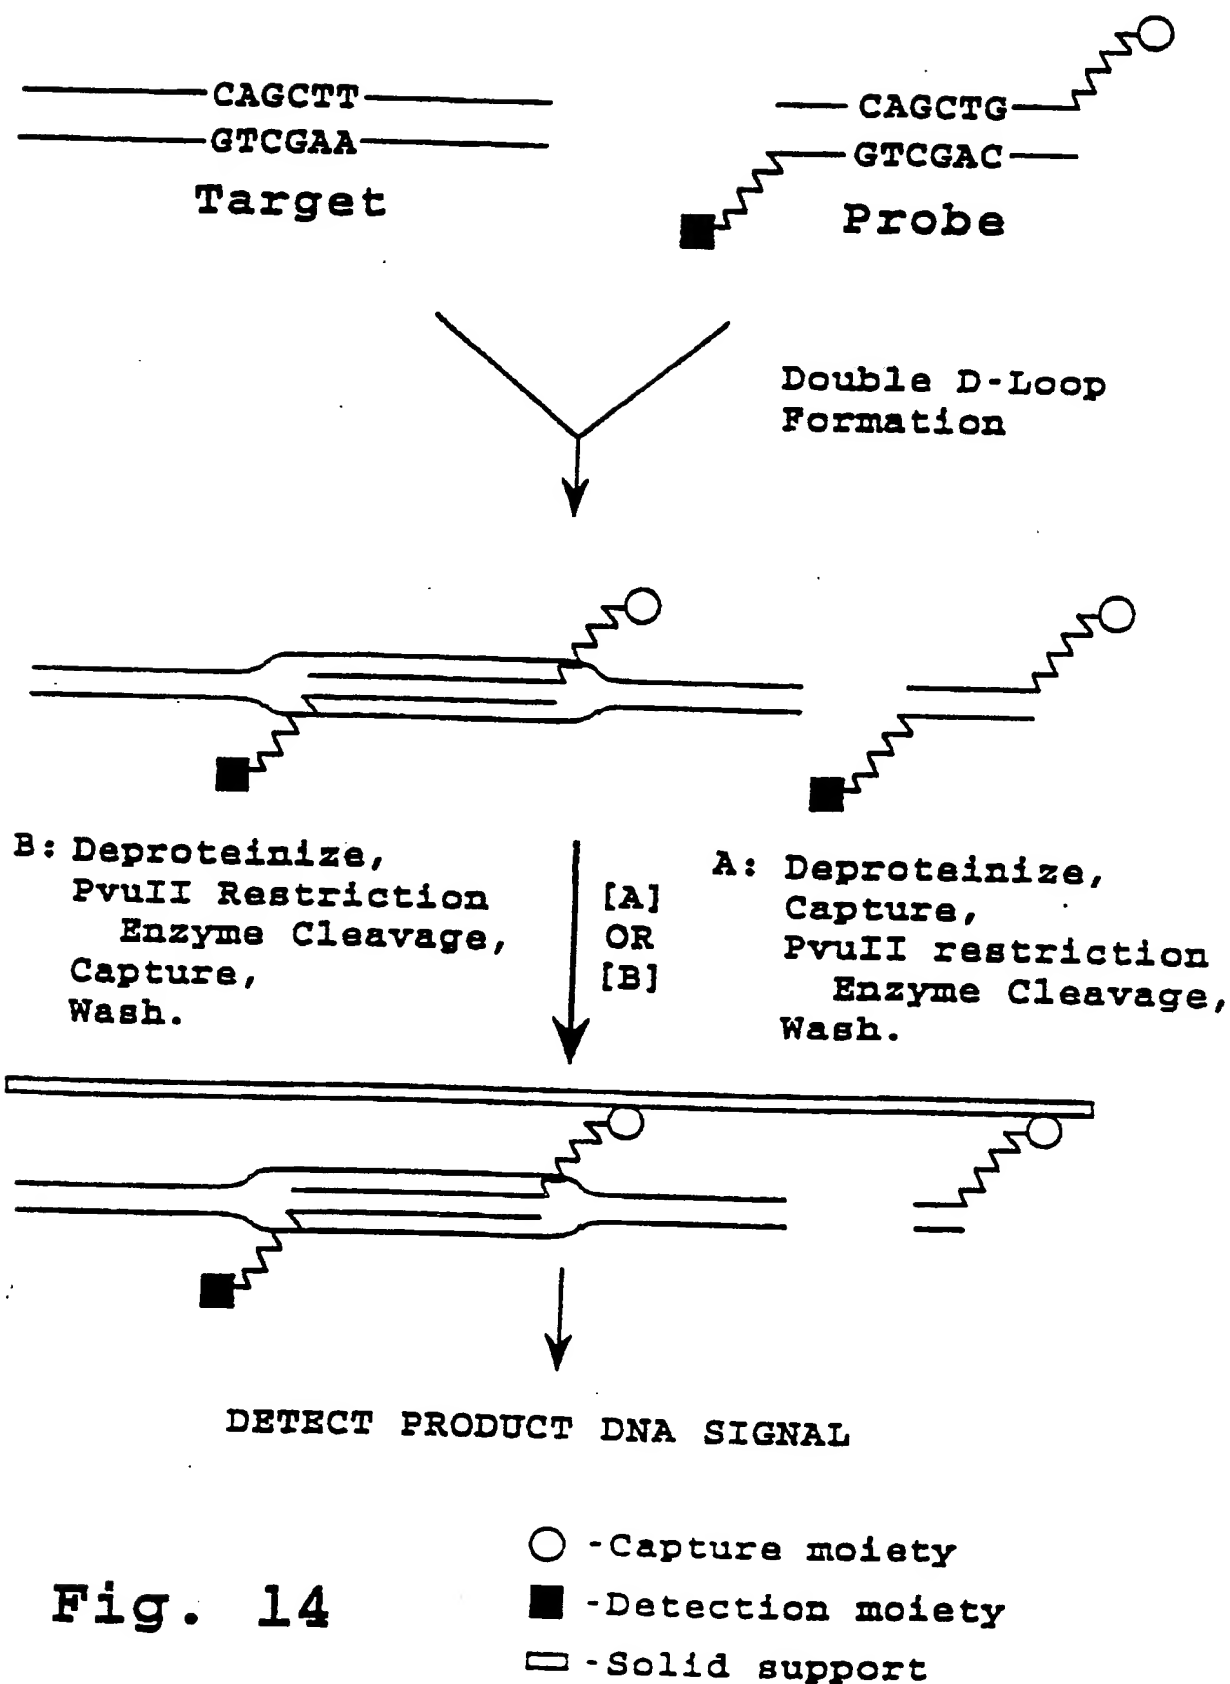 CAGCTT
GTCGAA
Target
CAGCTG
GTCGAC
Probe
Double D-Loop
Formation
B: Deproteinize,
PvuII Restriction
Enzyme Cleavage,
Capture,
Wash.
[A]
OR
[B]
A: Deproteinize,
Capture,
PvuII restriction
Enzyme Cleavage,
Wash.
DETECT PRODUCT DNA SIGNAL
-Capture moiety
-Detection moiety
-Solid support
Fig. 14